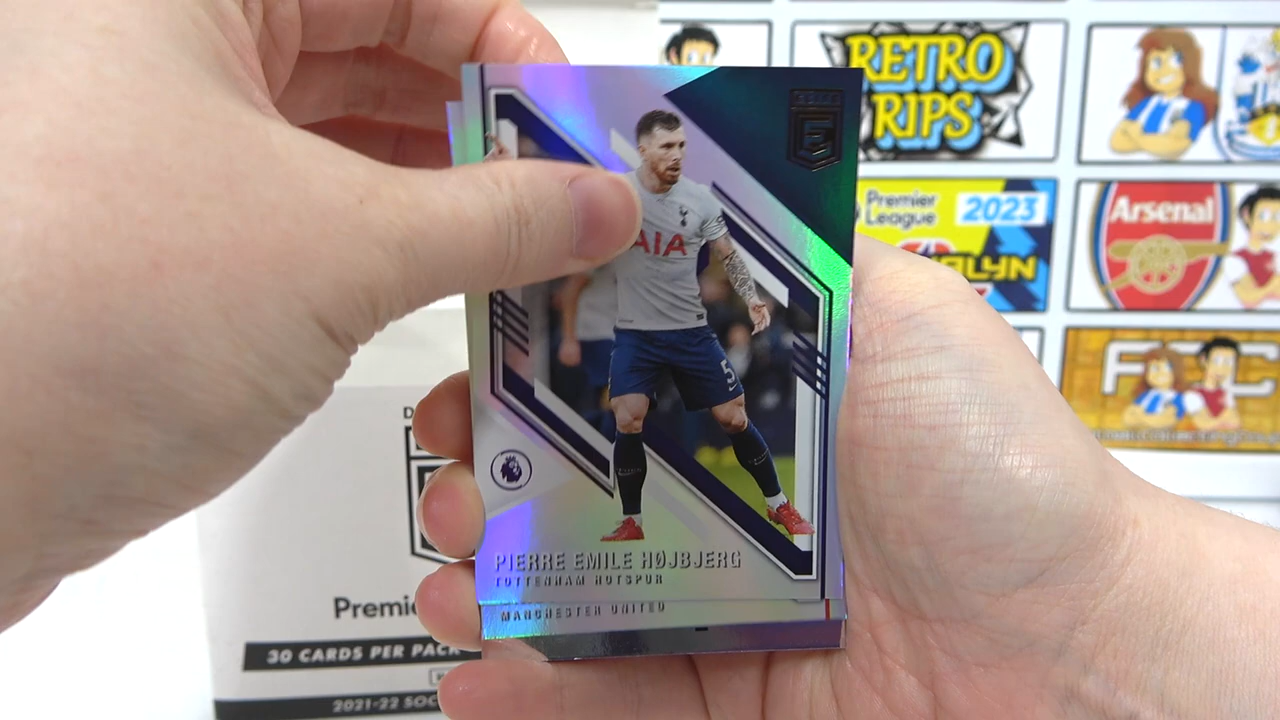 RETRO
RIPS
Premier
League
2023
Arsenal
AIA
5
PIERRE EMILE HØJBJERG
TOTTENHAM HOTSPUR
MANCHESTER UNITED
30 CARDS PER PACK
2021-22 SOC